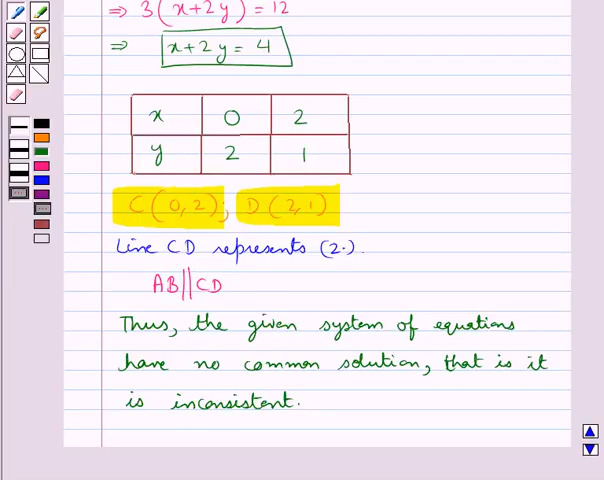 ⇒ 3(x+2y) = 12
⇒ x+2y = 4
x 0 2
y 2 1
C(0,2); D(2,1)
Line CD represents (2.).
AB||CD
Thus, the given system of equations
have no common solution, that is it
is inconsistant.